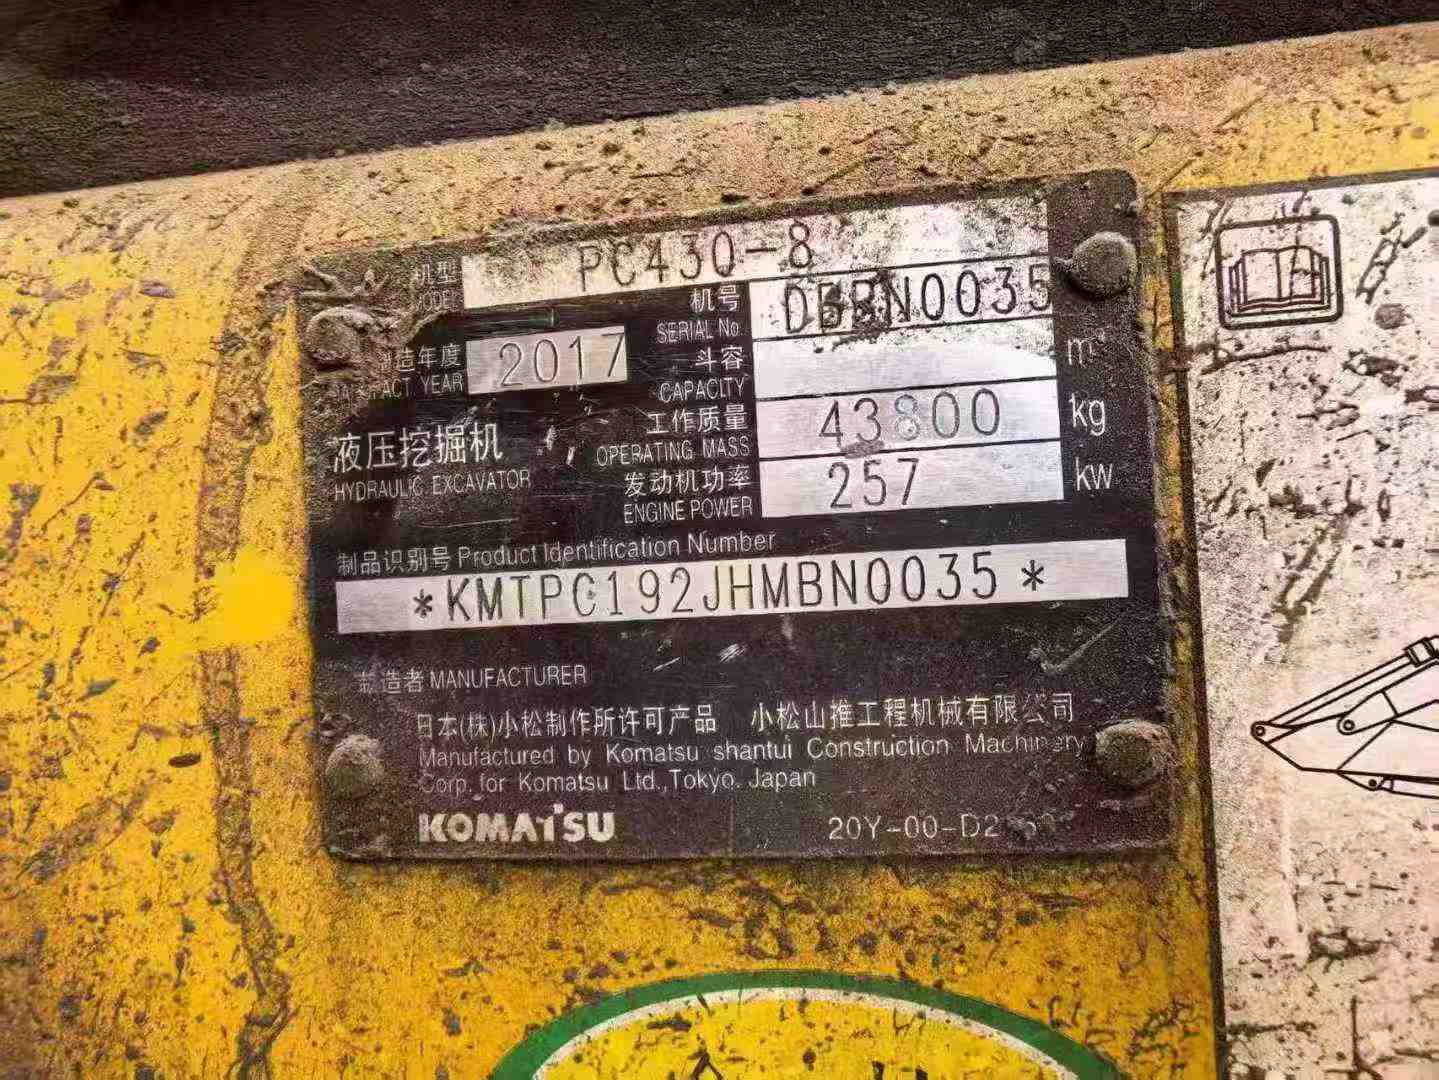 机型 PC430-8
MODEL
机号 DBBN0035
SERIAL No.
制造年度 2017
MANUFACT YEAR
斗容 m³
CAPACITY
工作质量 43800 kg
OPERATING MASS
液压挖掘机
HYDRAULIC EXCAVATOR
发动机功率 257 kw
ENGINE POWER
制品识别号 Product Identification Number
*KMTPC192JHMBN0035*
制造者 MANUFACTURER
日本(株)小松制作所许可产品 小松山推工程机械有限公司
Manufactured by Komatsu shantui Construction Machinery
Corp. for Komatsu Ltd.,Tokyo. Japan
KOMATSU